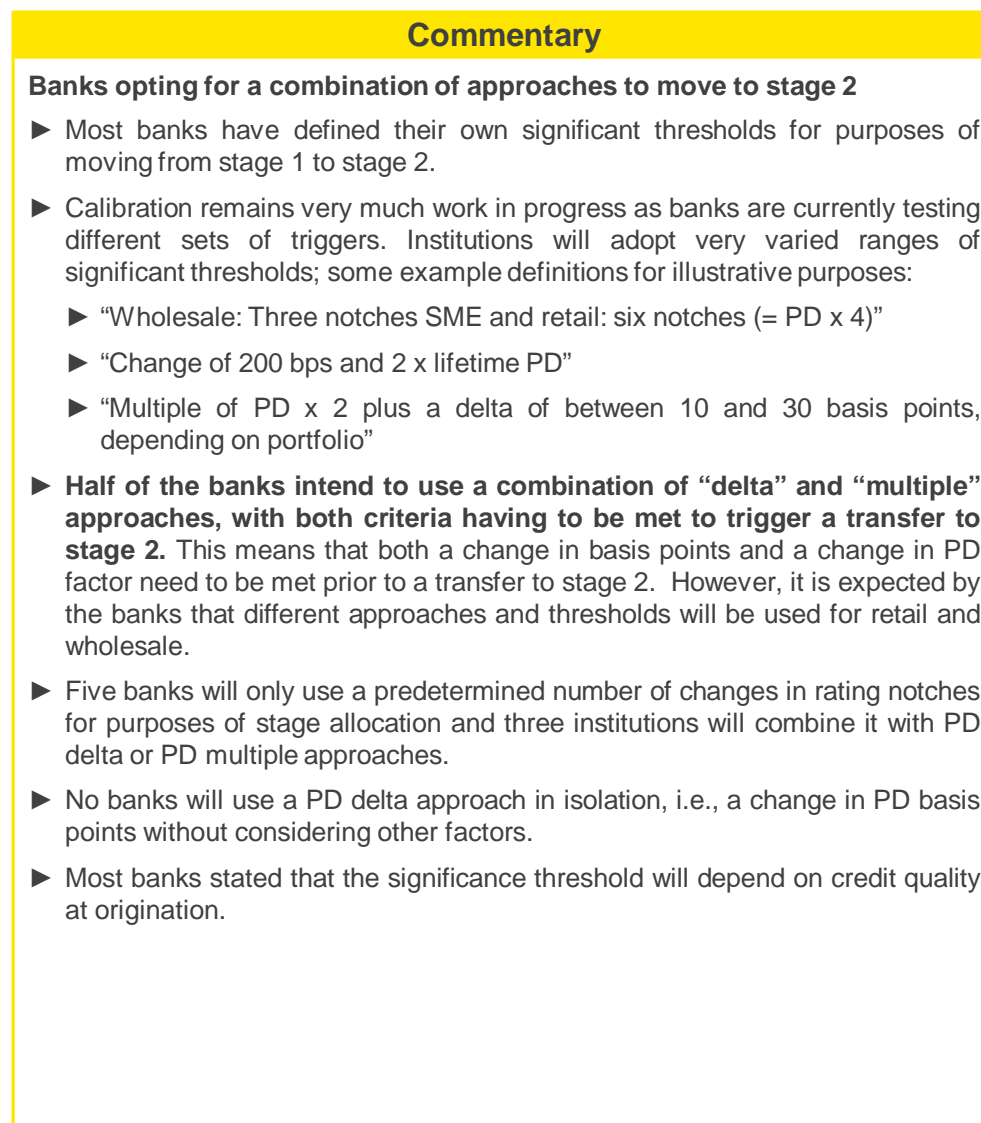 Commentary
Banks opting for a combination of approaches to move to stage 2
► Most banks have defined their own significant thresholds for purposes of
moving from stage 1 to stage 2.
► Calibration remains very much work in progress as banks are currently testing
different sets of triggers. Institutions will adopt very varied ranges of
significant thresholds; some example definitions for illustrative purposes:
► “Wholesale: Three notches SME and retail: six notches (= PD x 4)”
► “Change of 200 bps and 2 x lifetime PD”
► “Multiple of PD x 2 plus a delta of between 10 and 30 basis points,
depending on portfolio”
► Half of the banks intend to use a combination of “delta” and “multiple”
approaches, with both criteria having to be met to trigger a transfer to
stage 2. This means that both a change in basis points and a change in PD
factor need to be met prior to a transfer to stage 2. However, it is expected by
the banks that different approaches and thresholds will be used for retail and
wholesale.
► Five banks will only use a predetermined number of changes in rating notches
for purposes of stage allocation and three institutions will combine it with PD
delta or PD multiple approaches.
► No banks will use a PD delta approach in isolation, i.e., a change in PD basis
points without considering other factors.
► Most banks stated that the significance threshold will depend on credit quality
at origination.